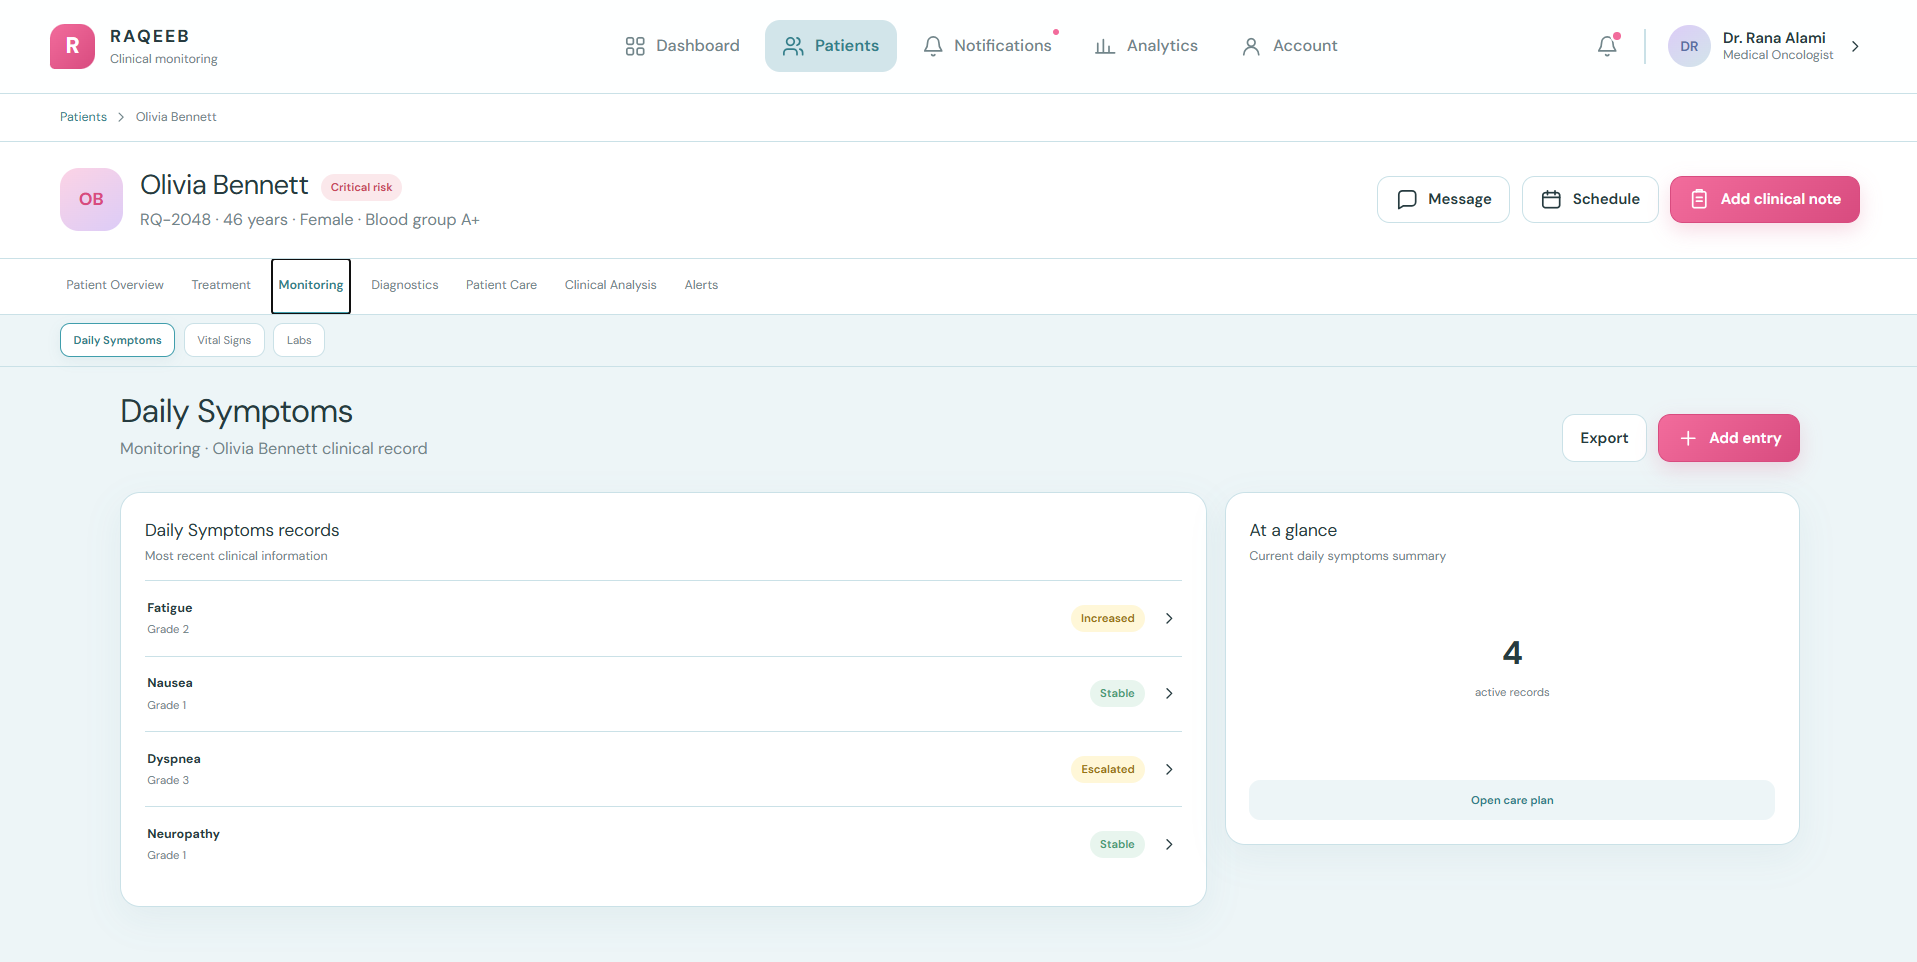 R
RAQEEB
Clinical monitoring
Dashboard
Patients
Notifications
Analytics
Account
DR
Dr. Rana Alami
Medical Oncologist
Patients > Olivia Bennett
OB
Olivia Bennett
Critical risk
RQ-2048 · 46 years · Female · Blood group A+
Message
Schedule
Add clinical note
Patient Overview
Treatment
Monitoring
Diagnostics
Patient Care
Clinical Analysis
Alerts
Daily Symptoms
Vital Signs
Labs
Daily Symptoms
Monitoring · Olivia Bennett clinical record
Export
Add entry
Daily Symptoms records
Most recent clinical information
Fatigue
Grade 2
Increased
Nausea
Grade 1
Stable
Dyspnea
Grade 3
Escalated
Neuropathy
Grade 1
Stable
At a glance
Current daily symptoms summary
4
active records
Open care plan